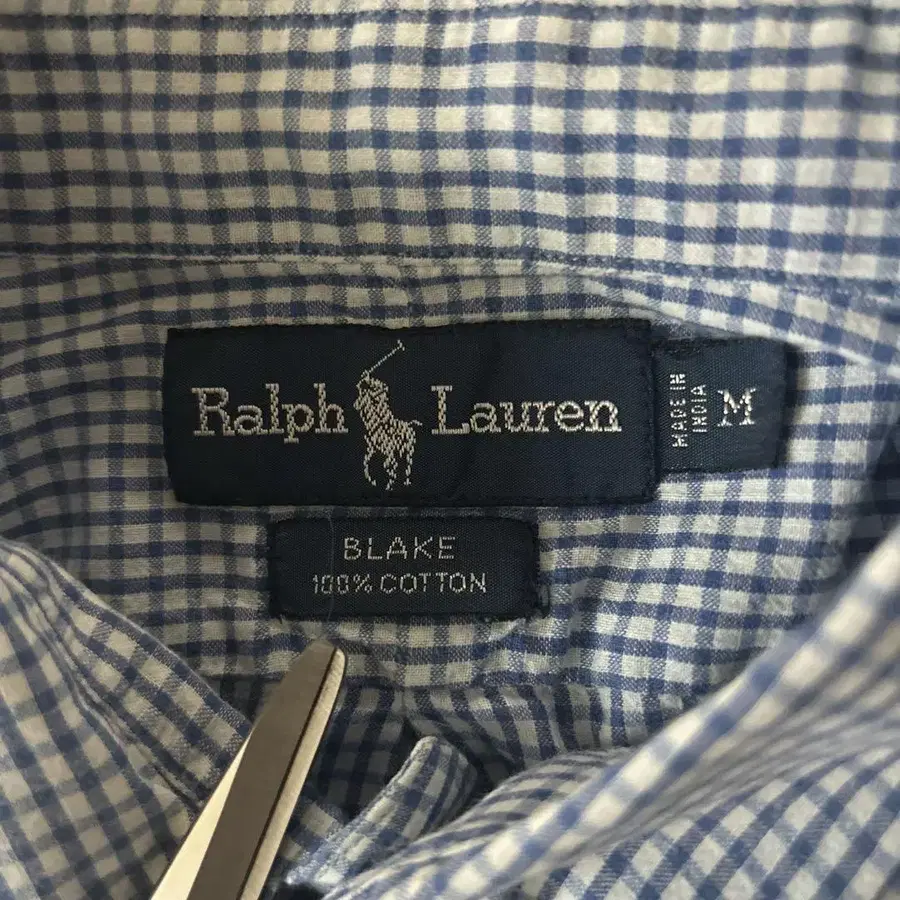 Ralph Lauren
MADE IN
INDIA
M
BLAKE
100% COTTON